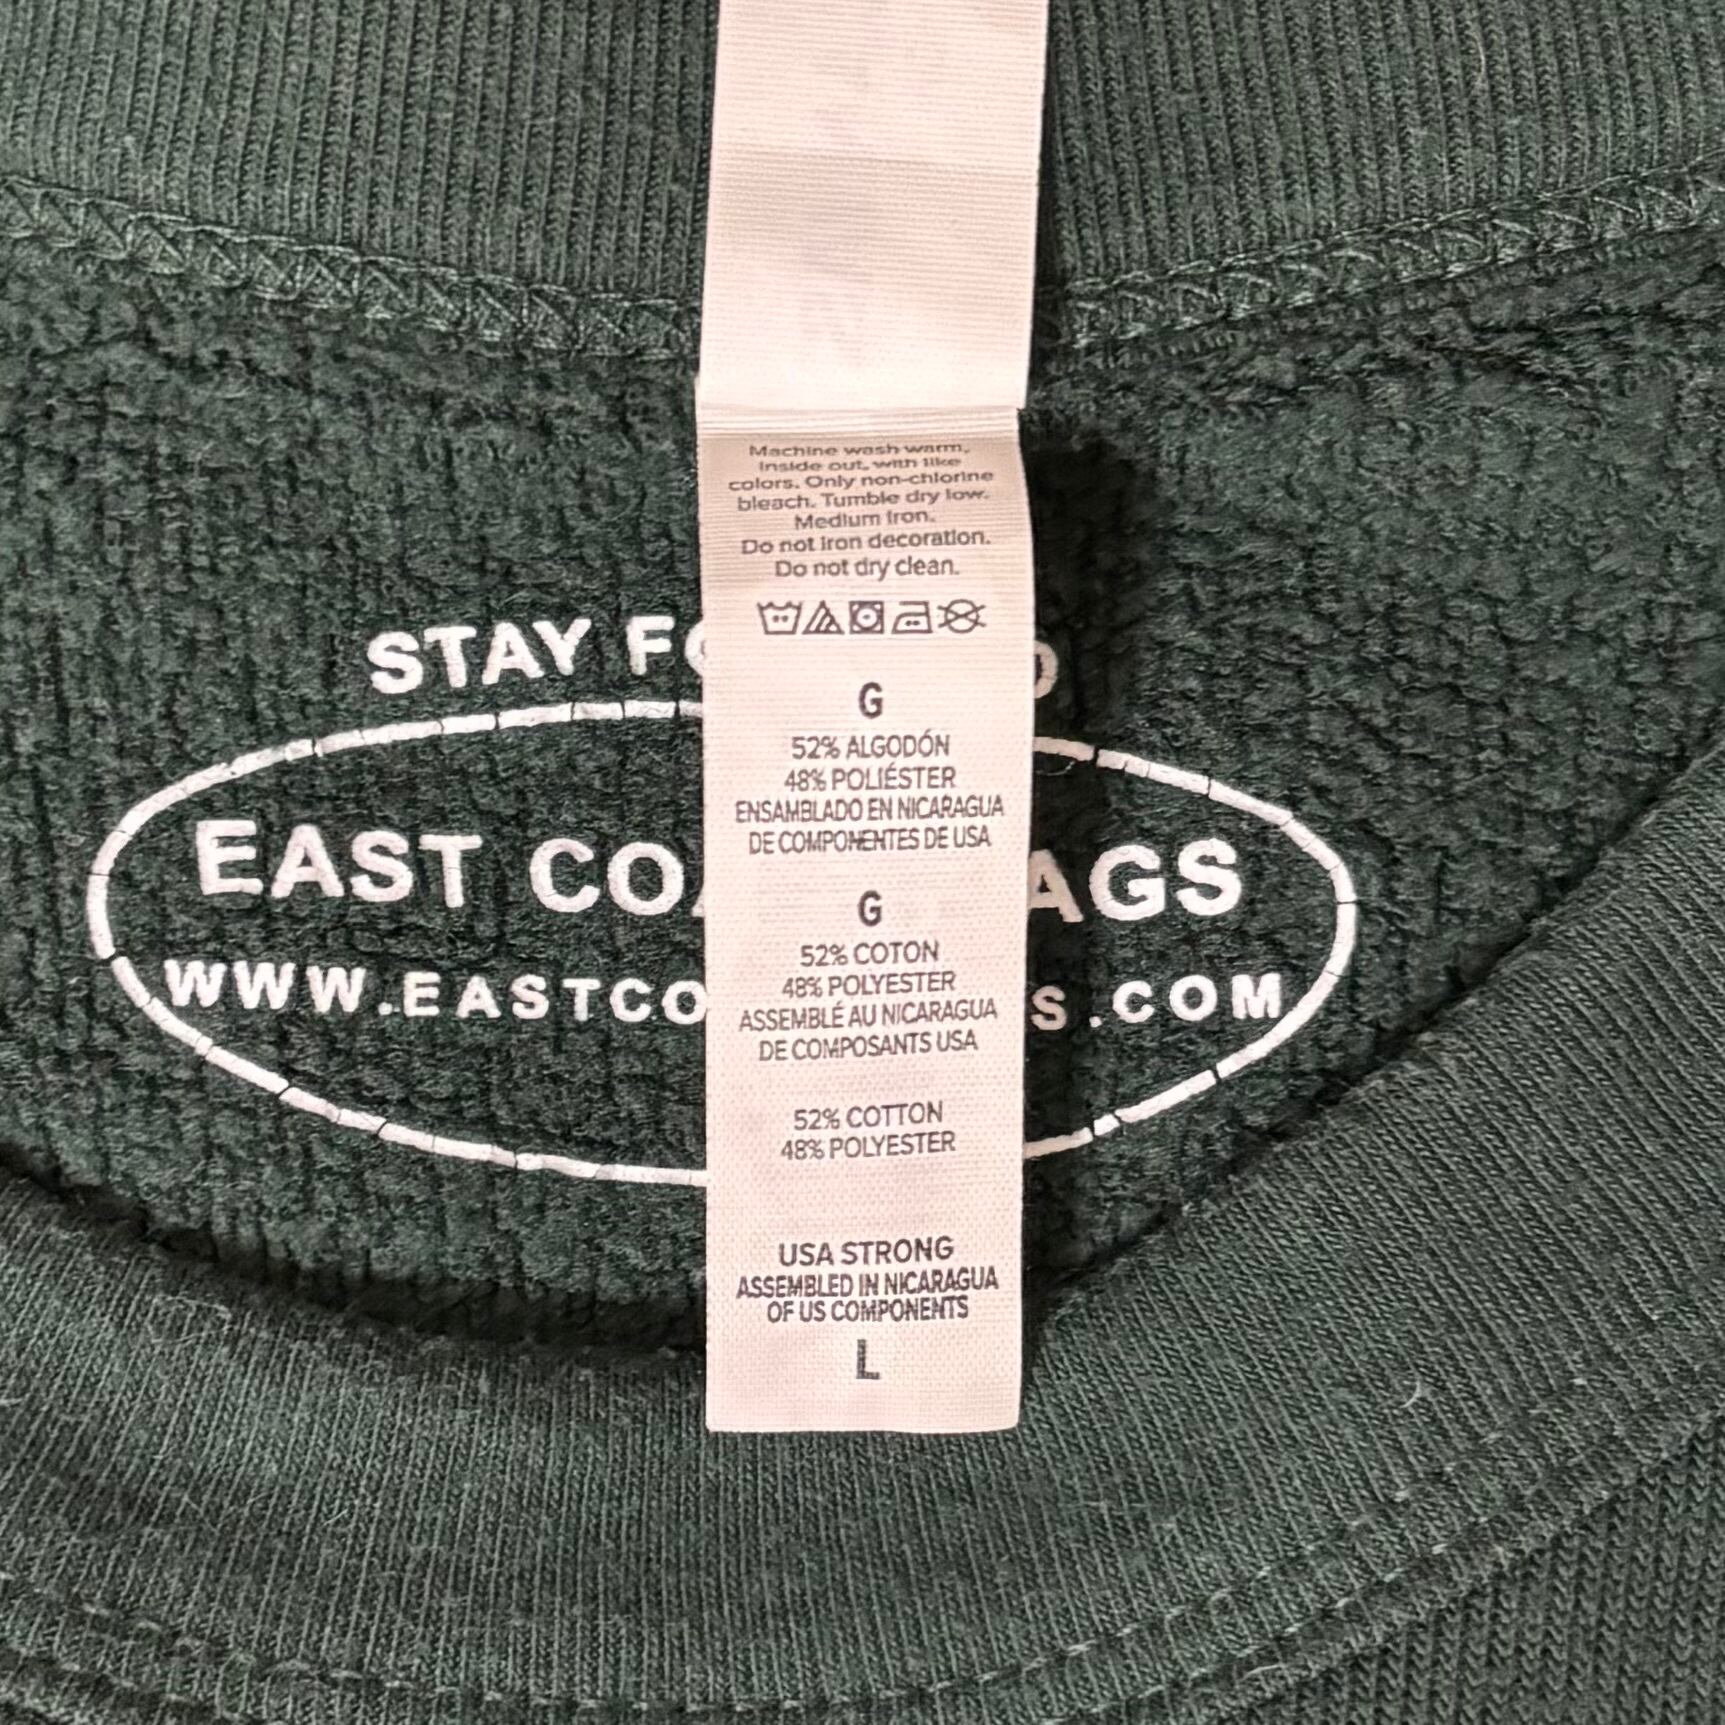 Machine wash warm,
inside out, with like
colors. Only non-chlorine
bleach. Tumble dry low.
Medium iron.
Do not iron decoration.
Do not dry clean.
G
52% ALGODÓN
48% POLIÉSTER
ENSAMBLADO EN NICARAGUA
DE COMPONENTES DE USA
G
52% COTON
48% POLYESTER
ASSEMBLÉ AU NICARAGUA
DE COMPOSANTS USA
52% COTTON
48% POLYESTER
USA STRONG
ASSEMBLED IN NICARAGUA
OF US COMPONENTS
L
STAY
EAST